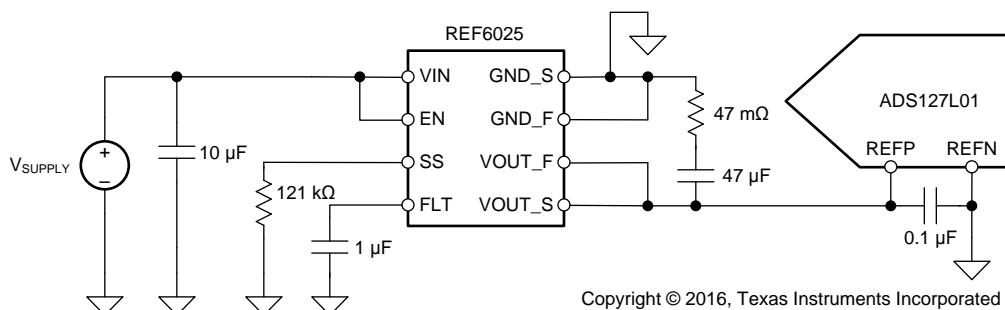 REF6025
VIN
GND_S
ADS127L01
EN
GND_F
47 mΩ
REFP
REFN
VSUPPLY
+
–
10 µF
SS
VOUT_F
121 kΩ
47 µF
FLT
VOUT_S
1 µF
0.1 µF
Copyright © 2016, Texas Instruments Incorporated